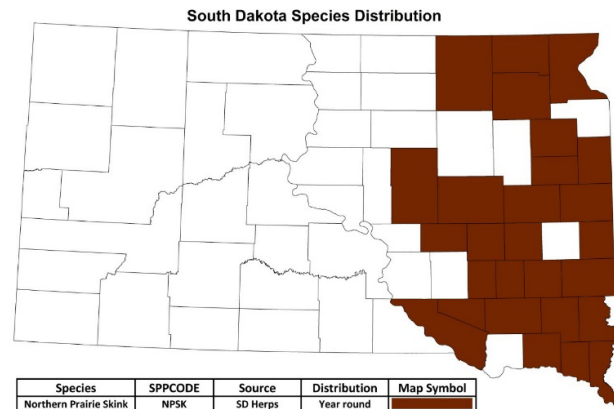 South Dakota Species Distribution
Species SPPCODE Source Distribution Map Symbol
Northern Prairie Skink NPSK SD Herps Year round